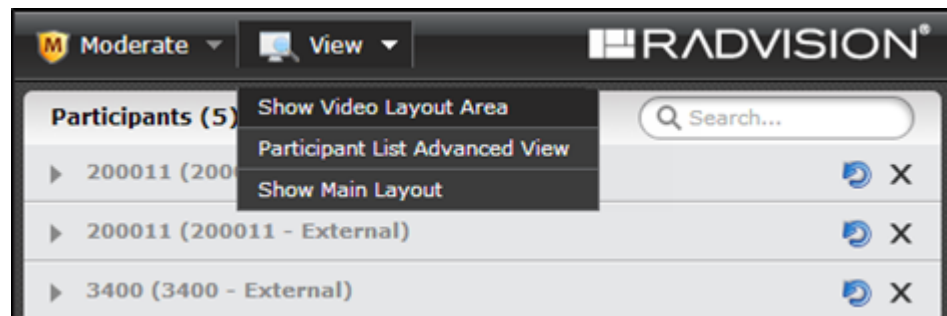 M Moderate View RADVISION®
Participants (5) Search...
Show Video Layout Area
Participant List Advanced View
200011 (200
Show Main Layout
200011 (200011 - External)
3400 (3400 - External)